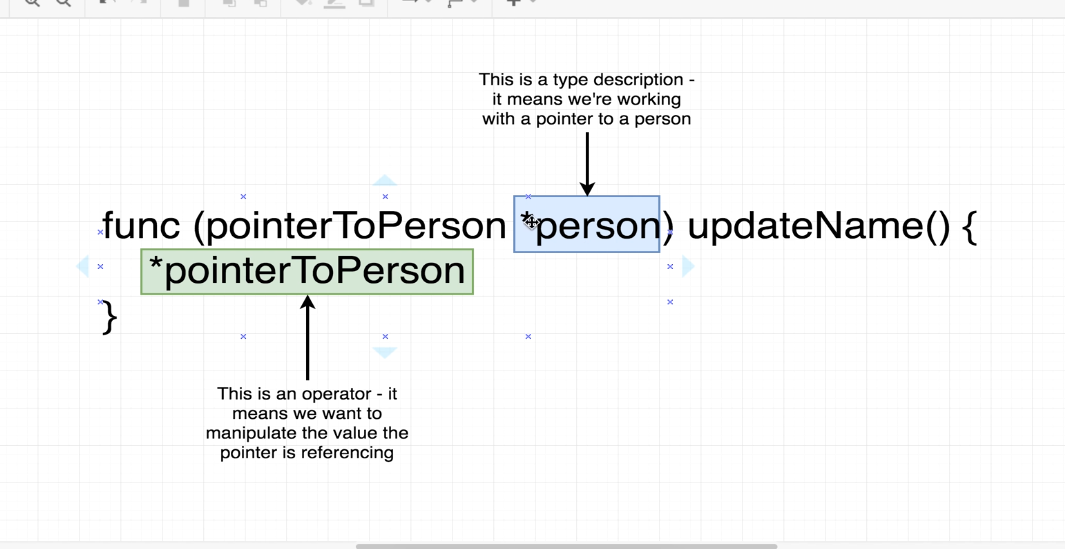 This is a type description -
it means we're working
with a pointer to a person
func (pointerToPerson *person) updateName() {
*pointerToPerson
}
This is an operator - it
means we want to
manipulate the value the
pointer is referencing